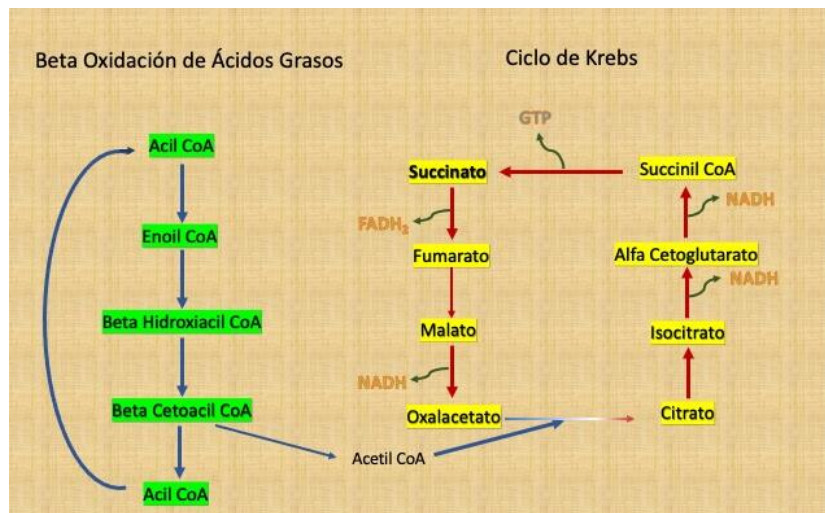 Beta Oxidación de Ácidos Grasos
Acil CoA
Enoil CoA
Beta Hidroxiacil CoA
Beta Cetoacil CoA
Acil CoA
Acetil CoA
Ciclo de Krebs
GTP
Succinato
Succinil CoA
FADH₂
NADH
Fumarato
Alfa Cetoglutarato
NADH
Malato
Isocitrato
NADH
Oxalacetato
Citrato